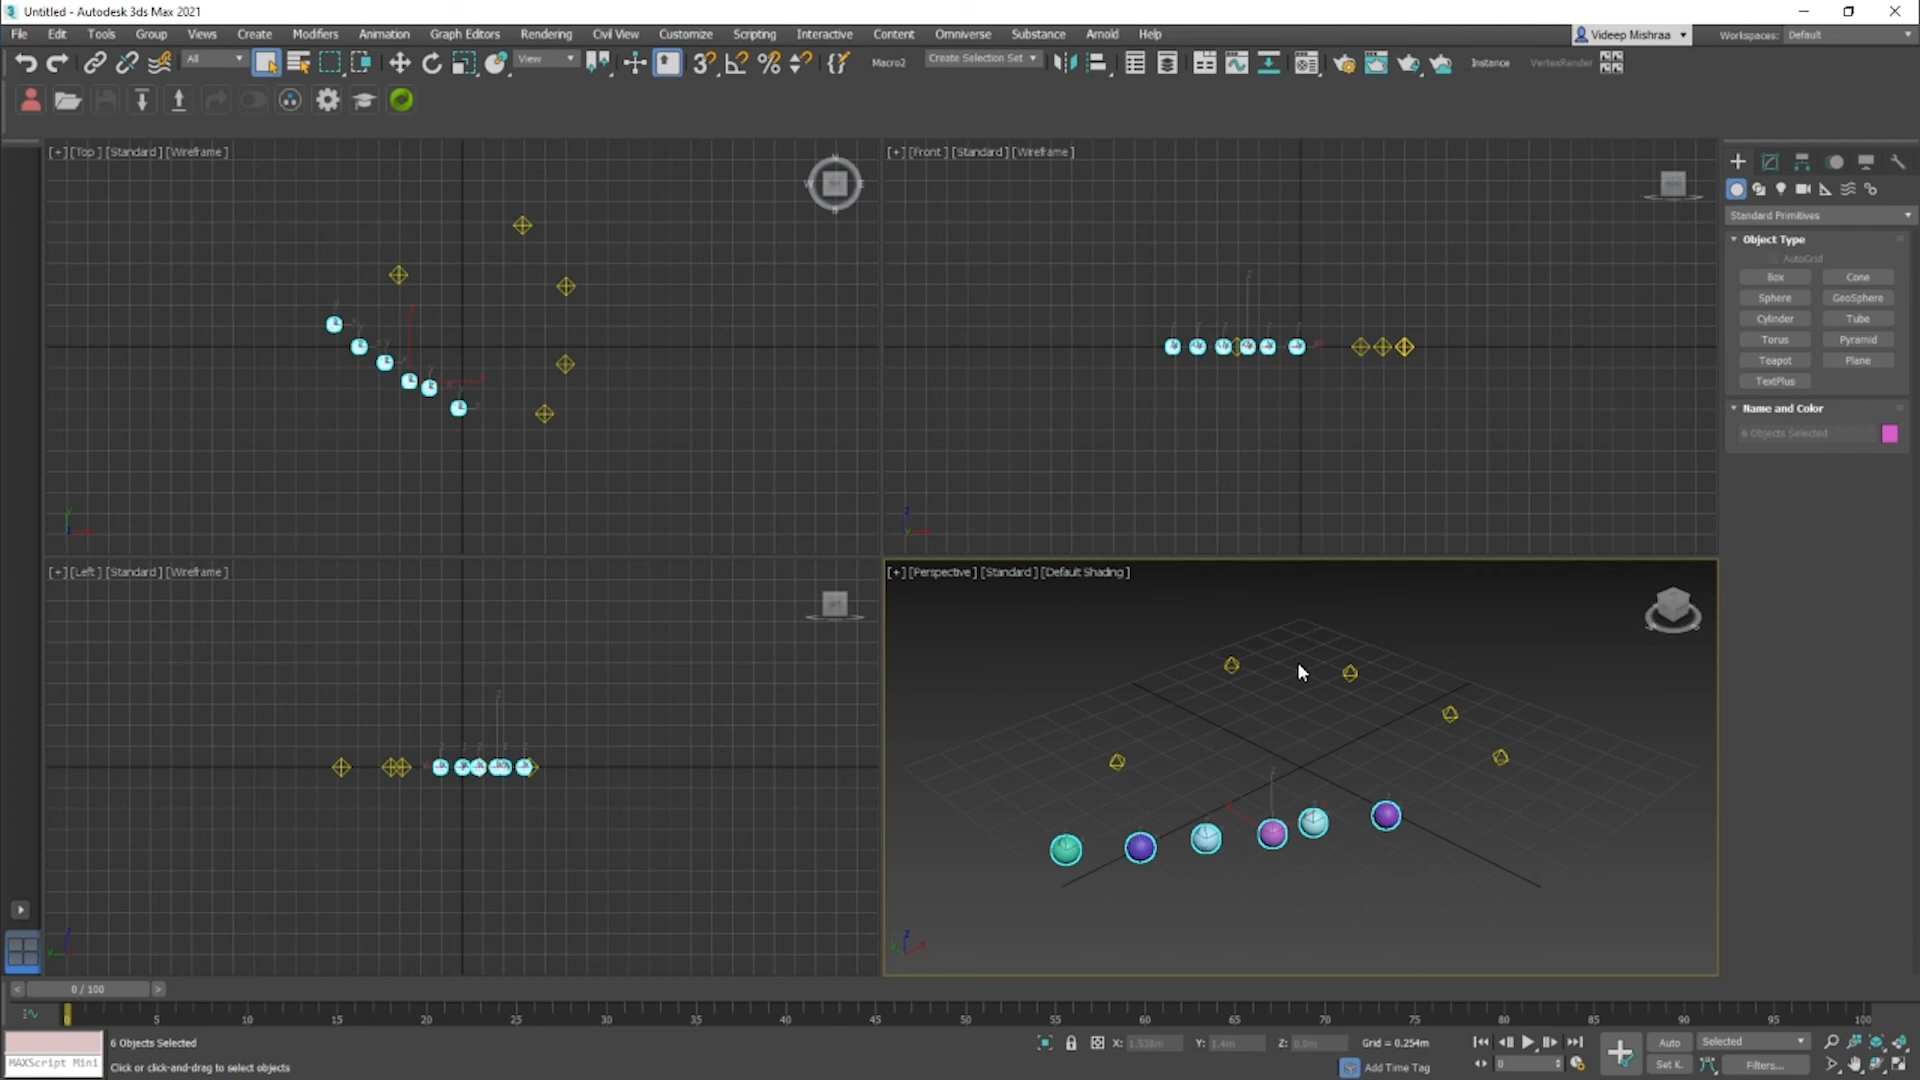 Untitled - Autodesk 3ds Max 2021
File Edit Tools Group Views Create Modifiers Animation Graph Editors Rendering Civil View Customize Scripting Interactive Content Omniverse Substance Arnold Help
Videep Mishraa
Workspaces: Default
All
View
Macro2
Create Selection Set
Instance
VertexRender
[+] [Top ] [Standard ] [Wireframe ]
[+] [Front ] [Standard ] [Wireframe ]
N
W
E
S
Standard Primitives
Object Type
AutoGrid
Box Cone
Sphere GeoSphere
Cylinder Tube
Torus Pyramid
Teapot Plane
TextPlus
Name and Color
6 Objects Selected
[+] [Left ] [Standard ] [Wireframe ]
[+] [Perspective ] [Standard ] [Default Shading ]
< 0 / 100 >
0 5 10 15 20 25 30 35 40 45 50 55 60 65 70 75 80 85 90 95 100
6 Objects Selected
X: 1.538m Y: 1.4m Z: 0.0m Grid = 0.254m
Auto Selected
MAXScript Mini
Click or click-and-drag to select objects
Add Time Tag
0
Set K. Filters...